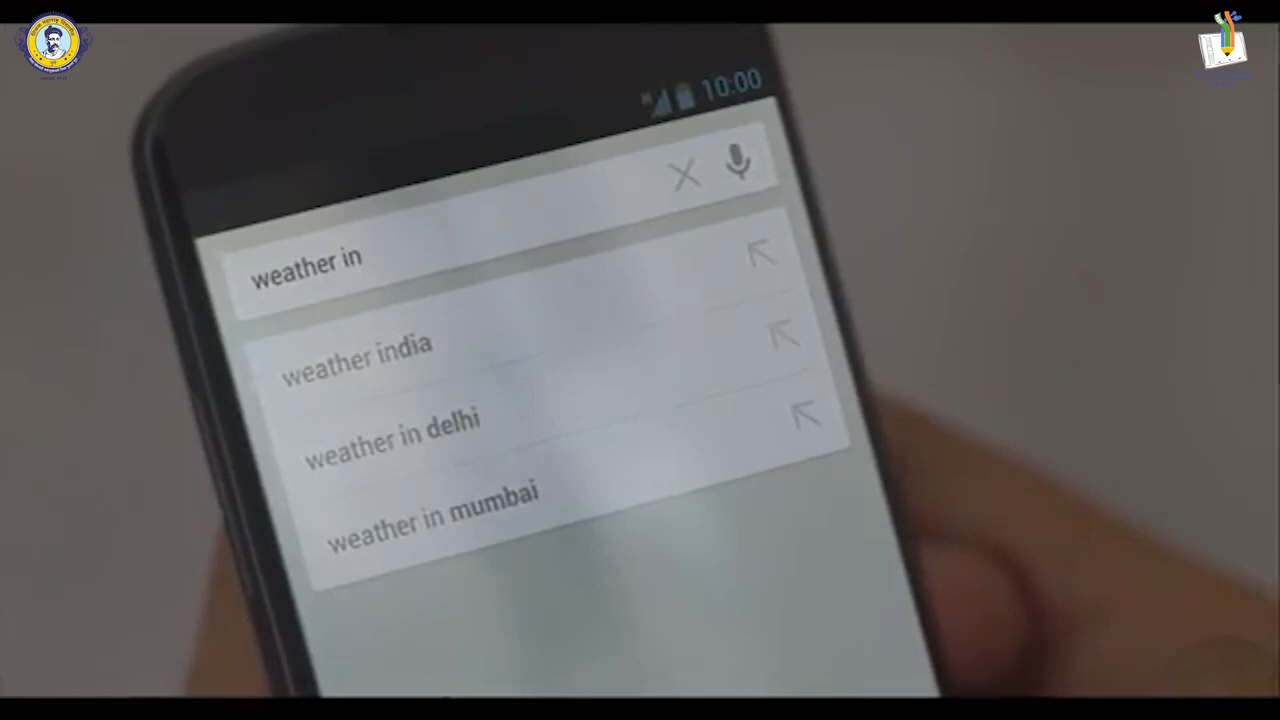 10:00
weather in
weather india
weather in delhi
weather in mumbai